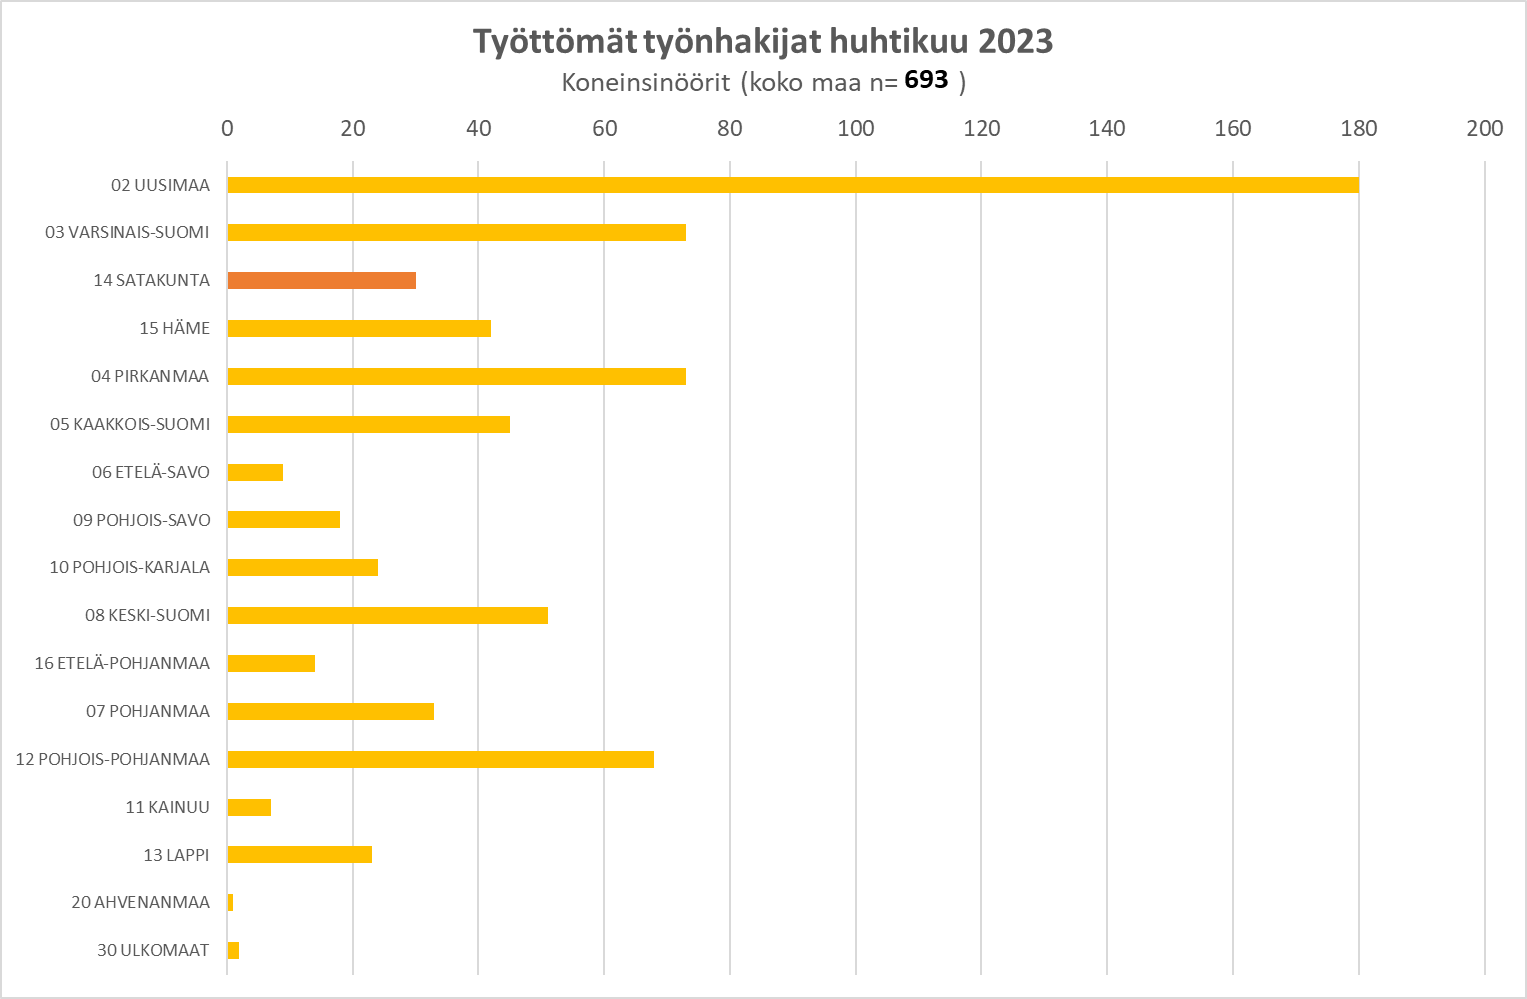 Työttömät työnhakijat huhtikuu 2023
Koneinsinöörit (koko maa n= 693 )
0 20 40 60 80 100 120 140 160 180 200
02 UUSIMAA
03 VARSINAIS-SUOMI
14 SATAKUNTA
15 HÄME
04 PIRKANMAA
05 KAAKKOIS-SUOMI
06 ETELÄ-SAVO
09 POHJOIS-SAVO
10 POHJOIS-KARJALA
08 KESKI-SUOMI
16 ETELÄ-POHJANMAA
07 POHJANMAA
12 POHJOIS-POHJANMAA
11 KAINUU
13 LAPPI
20 AHVENANMAA
30 ULKOMAAT